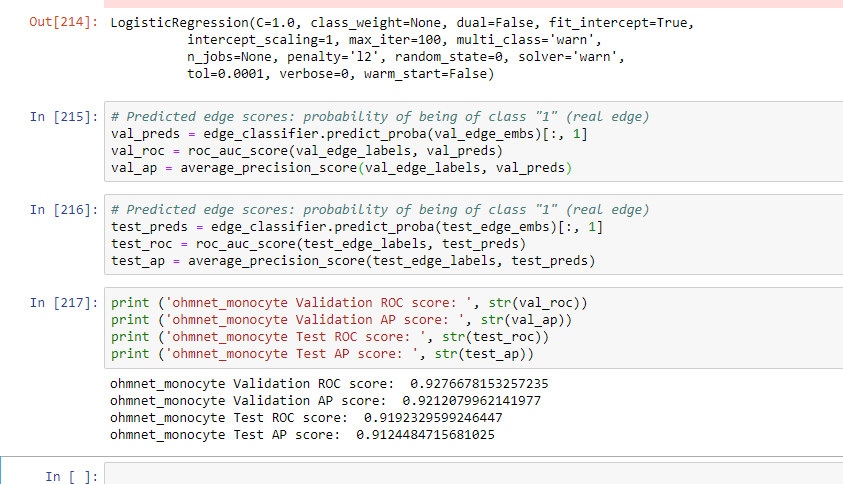 Out[214]: LogisticRegression(C=1.0, class_weight=None, dual=False, fit_intercept=True,
intercept_scaling=1, max_iter=100, multi_class='warn',
n_jobs=None, penalty='l2', random_state=0, solver='warn',
tol=0.0001, verbose=0, warm_start=False)
In [215]: # Predicted edge scores: probability of being of class "1" (real edge)
val_preds = edge_classifier.predict_proba(val_edge_embs)[:, 1]
val_roc = roc_auc_score(val_edge_labels, val_preds)
val_ap = average_precision_score(val_edge_labels, val_preds)
In [216]: # Predicted edge scores: probability of being of class "1" (real edge)
test_preds = edge_classifier.predict_proba(test_edge_embs)[:, 1]
test_roc = roc_auc_score(test_edge_labels, test_preds)
test_ap = average_precision_score(test_edge_labels, test_preds)
In [217]: print ('ohmnet_monocyte Validation ROC score: ', str(val_roc))
print ('ohmnet_monocyte Validation AP score: ', str(val_ap))
print ('ohmnet_monocyte Test ROC score: ', str(test_roc))
print ('ohmnet_monocyte Test AP score: ', str(test_ap))
ohmnet_monocyte Validation ROC score:  0.9276678153257235
ohmnet_monocyte Validation AP score:  0.9212079962141977
ohmnet_monocyte Test ROC score:  0.9192329599246447
ohmnet_monocyte Test AP score:  0.9124484715681025
In [ ]: